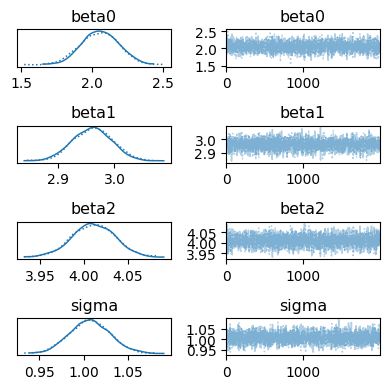 beta0 beta0
2.5
2.0
1.5
1.5 2.0 2.5 0 1000
beta1 beta1
3.0
2.9
2.9 3.0 0 1000
beta2 beta2
4.05
4.00
3.95
3.95 4.00 4.05 0 1000
sigma sigma
1.05
1.00
0.95
0.95 1.00 1.05 0 1000